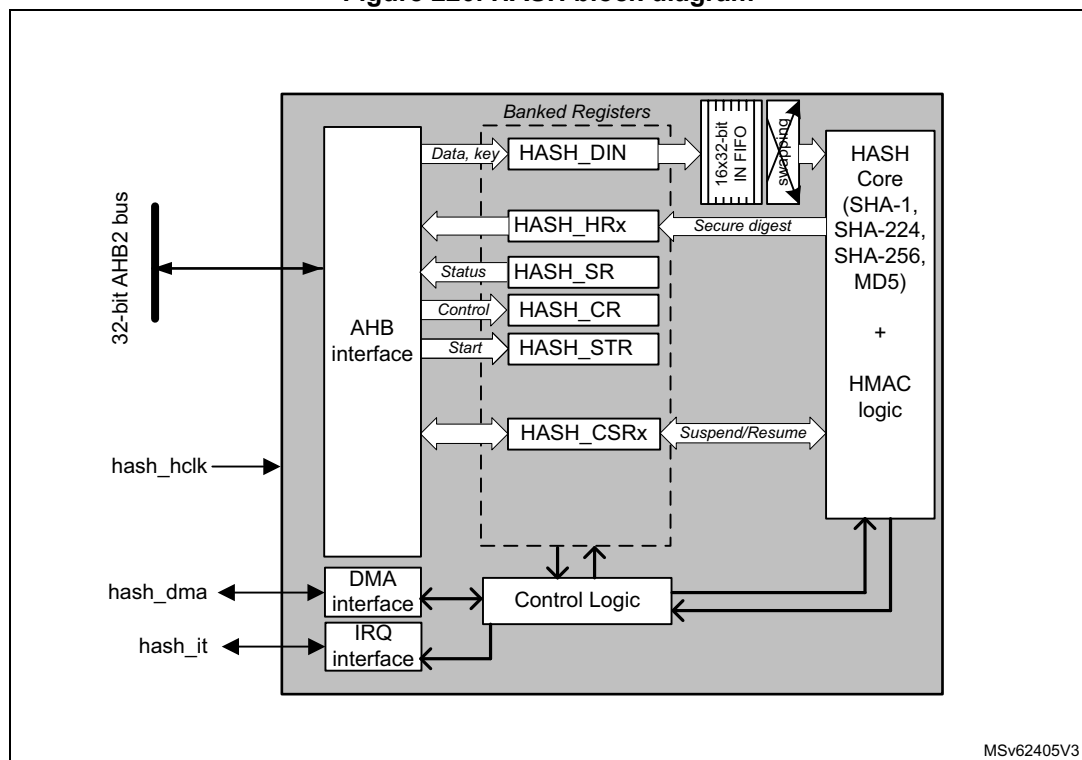 Figure 226. HASH block diagram
Banked Registers
32-bit AHB2 bus
AHB
interface
Data, key
HASH_DIN
16x32-bit
IN FIFO
swapping
HASH
Core
(SHA-1,
SHA-224,
SHA-256,
MD5)
+
HMAC
logic
HASH_HRx
Secure digest
Status
HASH_SR
Control
HASH_CR
Start
HASH_STR
HASH_CSRx
Suspend/Resume
hash_hclk
hash_dma
DMA
interface
Control Logic
hash_it
IRQ
interface
MSv62405V3